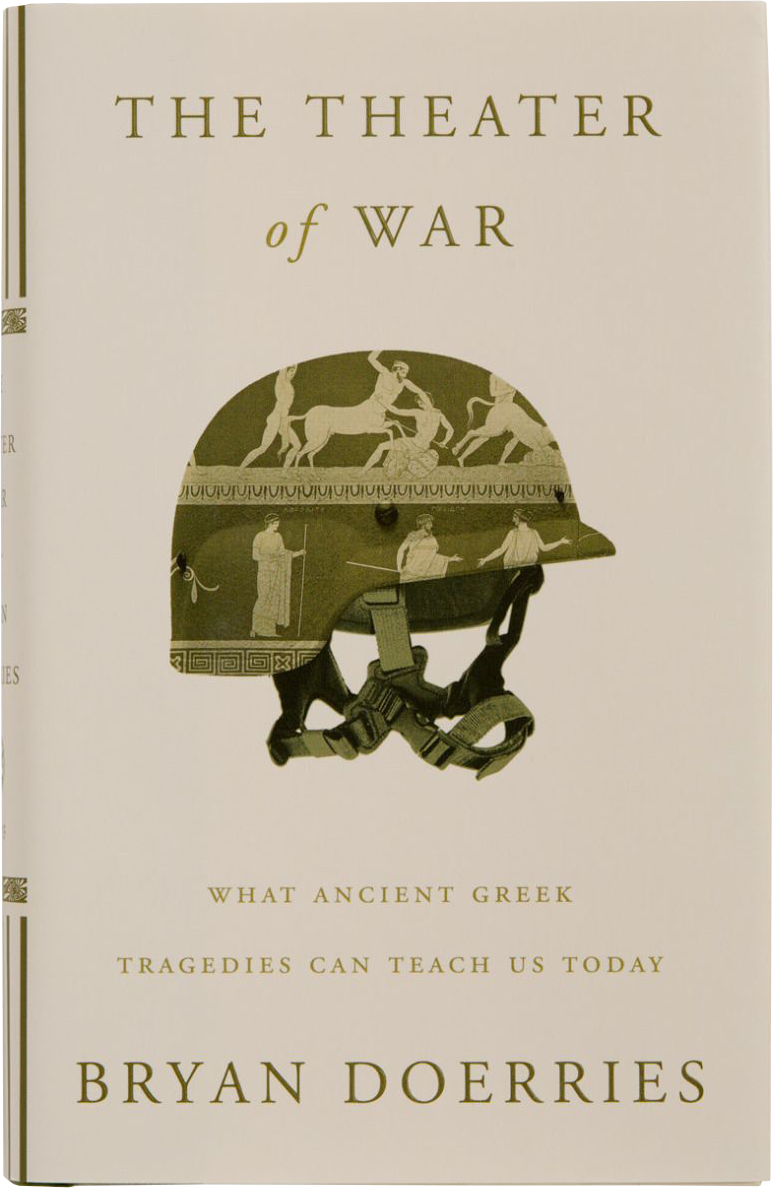 THE THEATER
of WAR
WHAT ANCIENT GREEK
TRAGEDIES CAN TEACH US TODAY
BRYAN DOERRIES